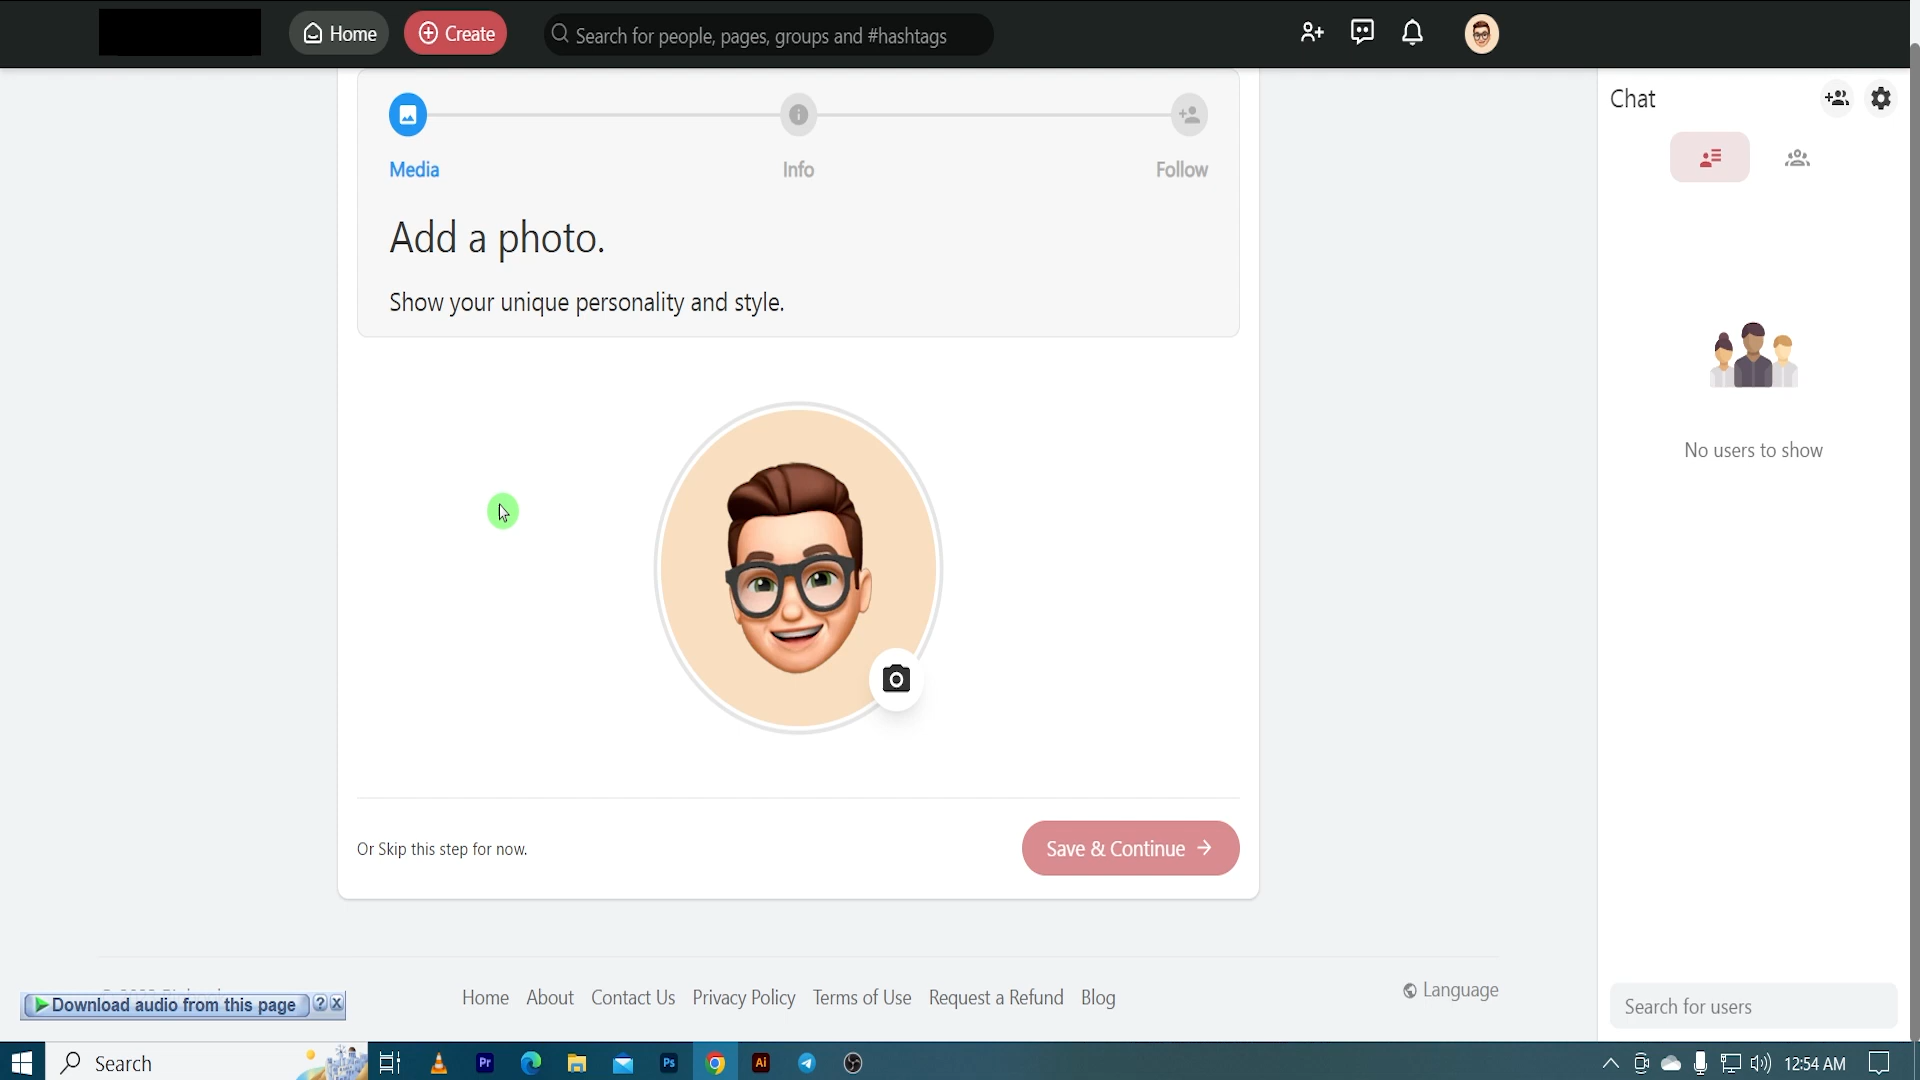 Home
Create
Search for people, pages, groups and #hashtags
Chat
Media
Info
Follow
Add a photo.
Show your unique personality and style.
No users to show
Or Skip this step for now.
Save & Continue
Home About Contact Us Privacy Policy Terms of Use Request a Refund Blog
Language
Download audio from this page
Search for users
Search
Pr
Ps
Ai
12:54 AM